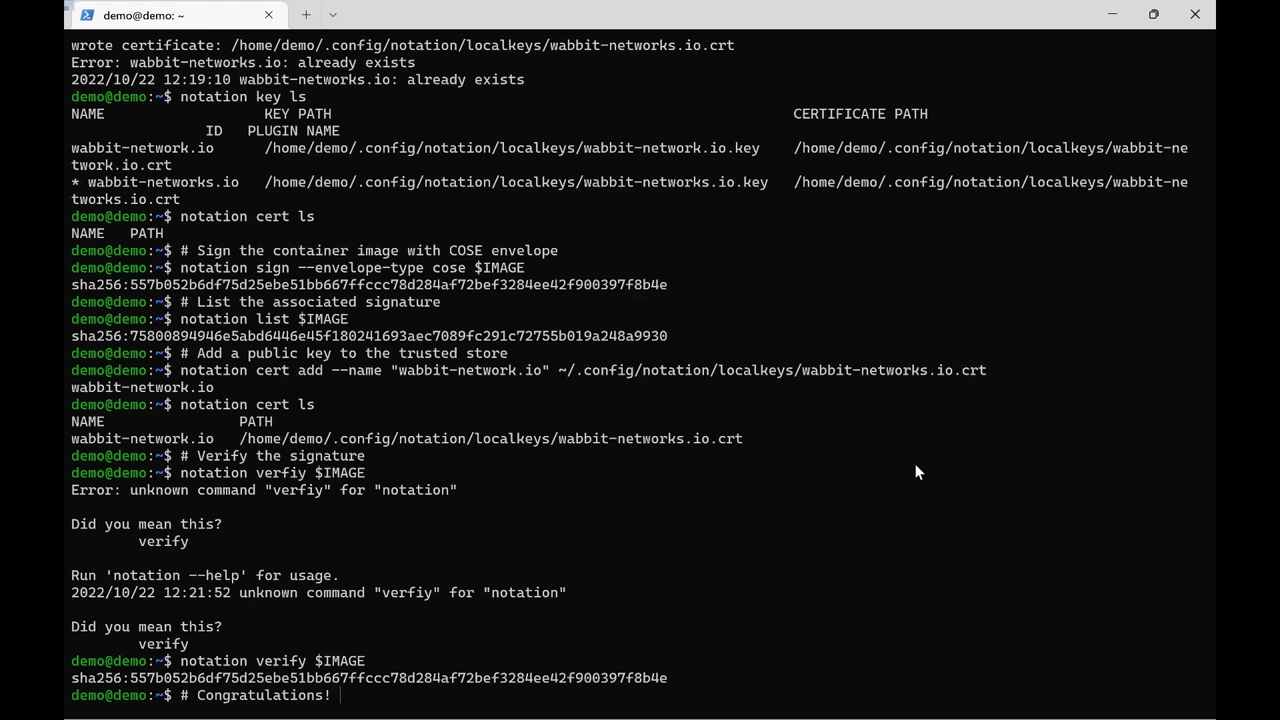 demo@demo: ~
wrote certificate: /home/demo/.config/notation/localkeys/wabbit-networks.io.crt
Error: wabbit-networks.io: already exists
2022/10/22 12:19:10 wabbit-networks.io: already exists
demo@demo:~$ notation key ls
NAME KEY PATH CERTIFICATE PATH
ID PLUGIN NAME
wabbit-network.io /home/demo/.config/notation/localkeys/wabbit-network.io.key /home/demo/.config/notation/localkeys/wabbit-ne
twork.io.crt
* wabbit-networks.io /home/demo/.config/notation/localkeys/wabbit-networks.io.key /home/demo/.config/notation/localkeys/wabbit-ne
tworks.io.crt
demo@demo:~$ notation cert ls
NAME PATH
demo@demo:~$ # Sign the container image with COSE envelope
demo@demo:~$ notation sign --envelope-type cose $IMAGE
sha256:557b052b6df75d25ebe51bb667ffccc78d284af72bef3284ee42f900397f8b4e
demo@demo:~$ # List the associated signature
demo@demo:~$ notation list $IMAGE
sha256:75800894946e5abd6446e45f180241693aec7089fc291c72755b019a248a9930
demo@demo:~$ # Add a public key to the trusted store
demo@demo:~$ notation cert add --name "wabbit-network.io" ~/.config/notation/localkeys/wabbit-networks.io.crt
wabbit-network.io
demo@demo:~$ notation cert ls
NAME PATH
wabbit-network.io /home/demo/.config/notation/localkeys/wabbit-networks.io.crt
demo@demo:~$ # Verify the signature
demo@demo:~$ notation verfiy $IMAGE
Error: unknown command "verfiy" for "notation"
Did you mean this?
verify
Run 'notation --help' for usage.
2022/10/22 12:21:52 unknown command "verfiy" for "notation"
Did you mean this?
verify
demo@demo:~$ notation verify $IMAGE
sha256:557b052b6df75d25ebe51bb667ffccc78d284af72bef3284ee42f900397f8b4e
demo@demo:~$ # Congratulations!